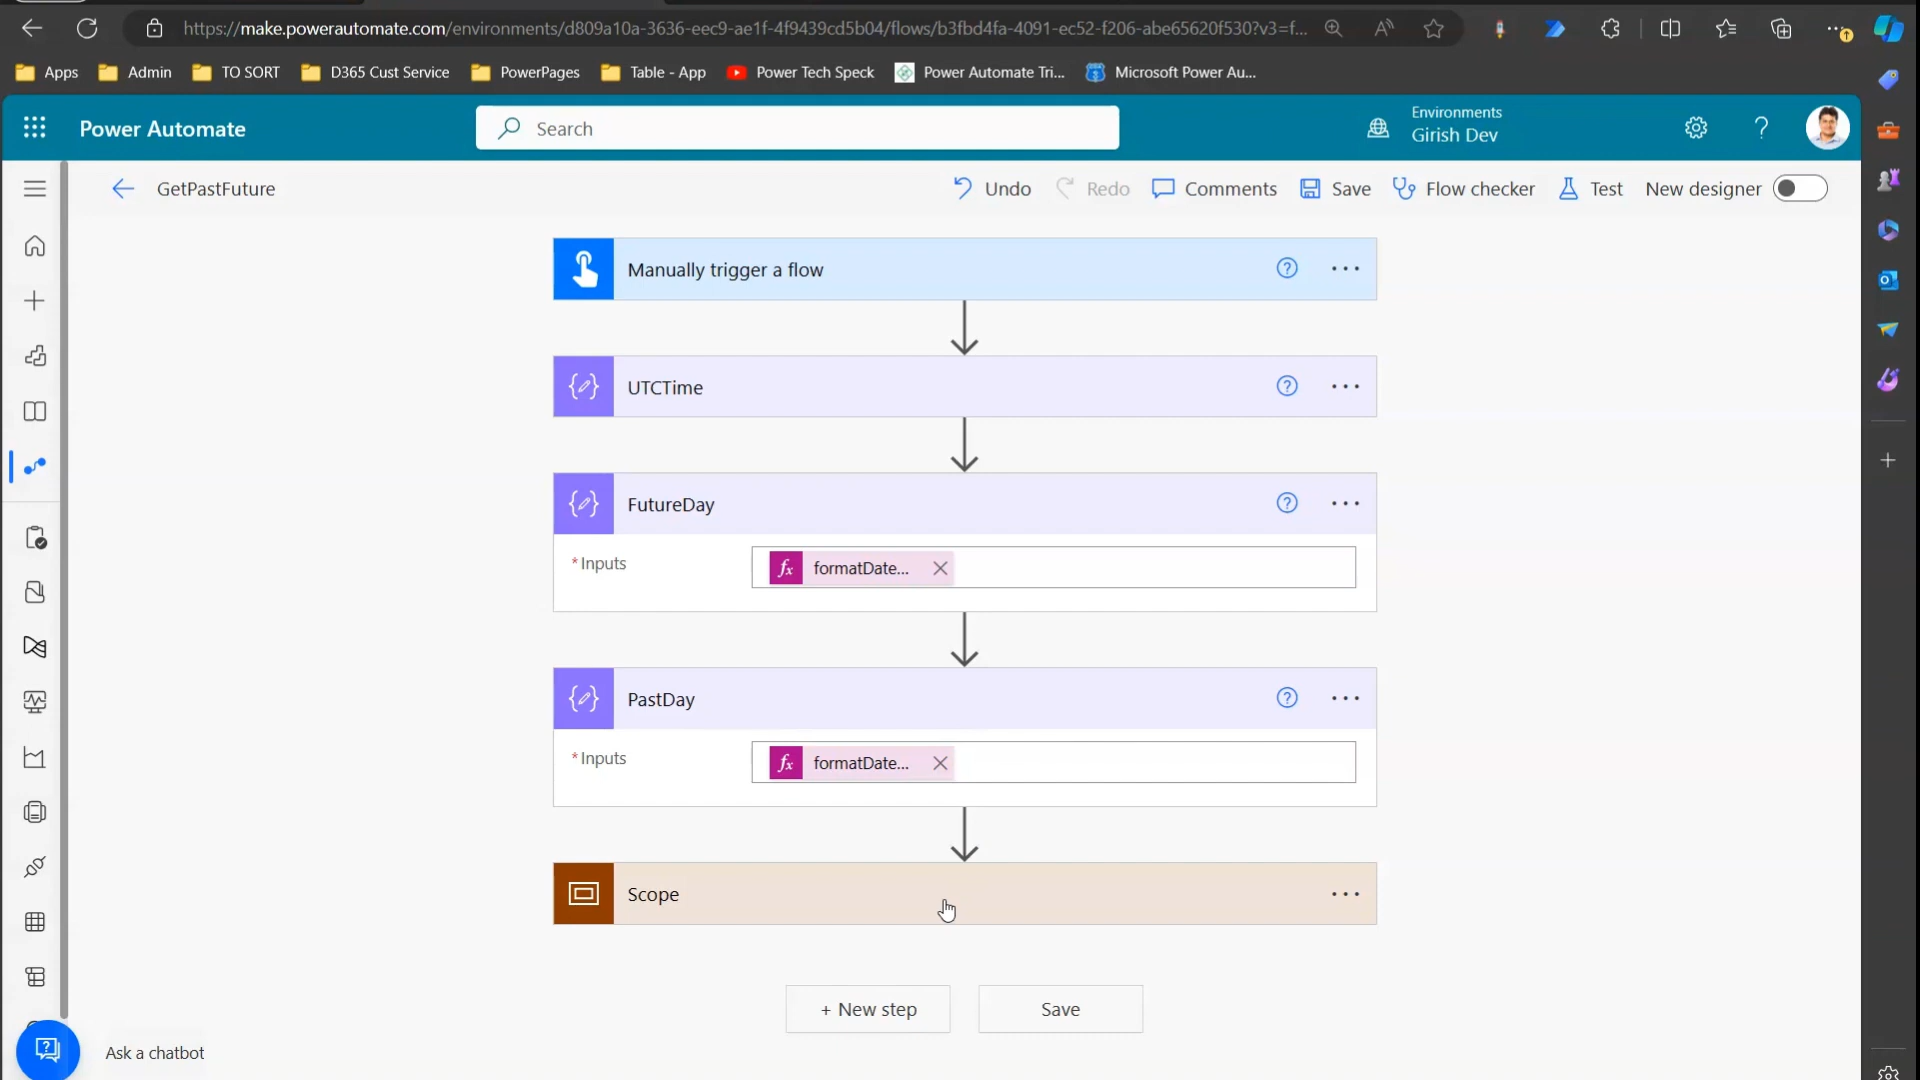 https://make.powerautomate.com/environments/d809a10a-3636-eec9-ae1f-4f9439cd5b04/flows/b3fbd4fa-4091-ec52-f206-abe65620f530?v3=f...
Apps Admin TO SORT D365 Cust Service PowerPages Table - App Power Tech Speck Power Automate Tri... Microsoft Power Au...
Power Automate
Search
Environments
Girish Dev
GetPastFuture
Undo Redo Comments Save Flow checker Test New designer
Manually trigger a flow
UTCTime
FutureDay
*Inputs
fx formatDate...
PastDay
*Inputs
fx formatDate...
Scope
+ New step
Save
Ask a chatbot